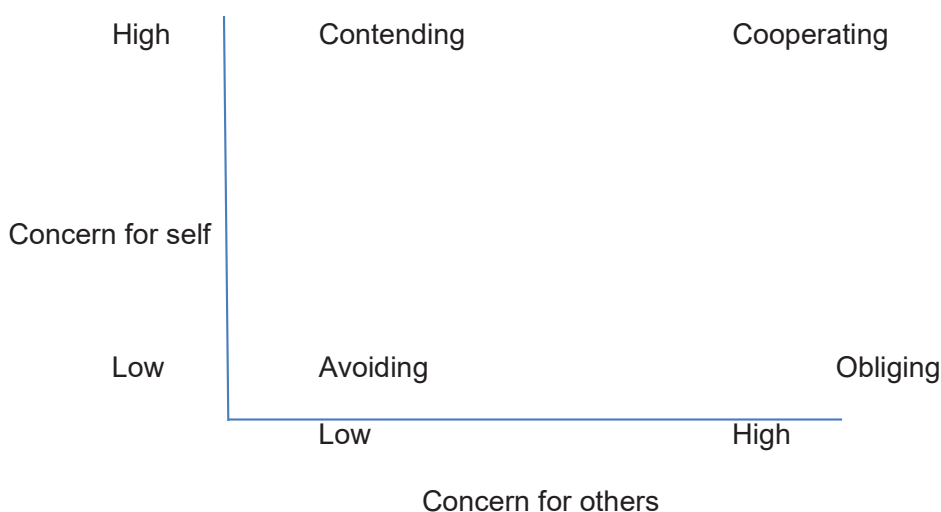 High Contending Cooperating
Concern for self
Low Avoiding Obliging
Low High
Concern for others